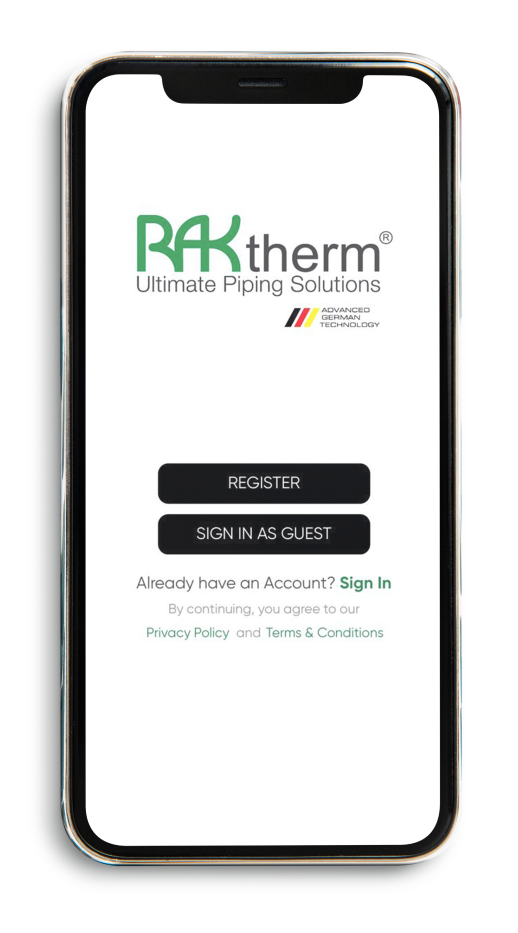 RAKtherm®
Ultimate Piping Solutions
ADVANCED
GERMAN
TECHNOLOGY
REGISTER
SIGN IN AS GUEST
Already have an Account? Sign In
By continuing, you agree to our
Privacy Policy and Terms & Conditions